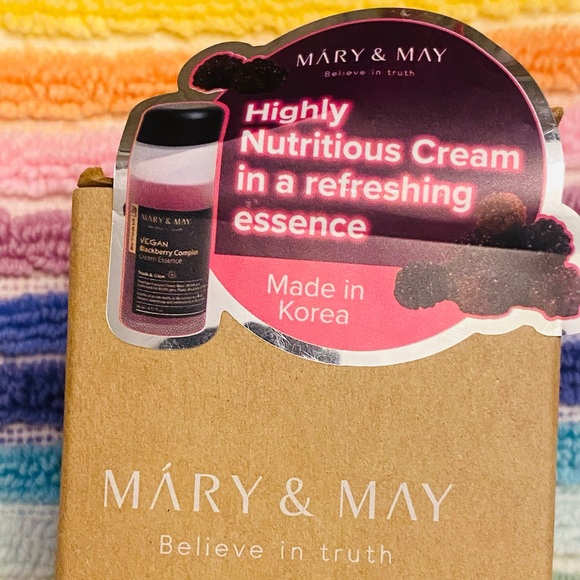 MÁRY & MAY
Believe in truth
Highly
Nutritious Cream
in a refreshing
essence
Made in
Korea
MÁRY & MAY
VEGAN
Blackberry Complex
Cream Essence
MÁRY & MAY
Believe in truth